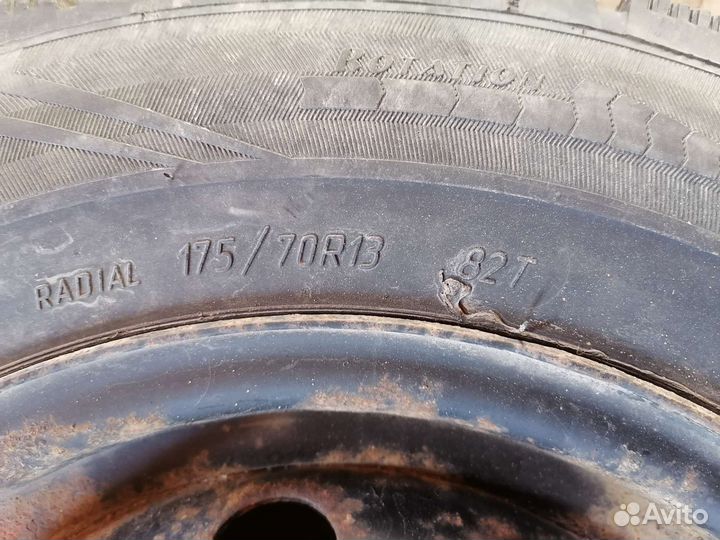 ROTATION
RADIAL 175/70R13 82T
Avito